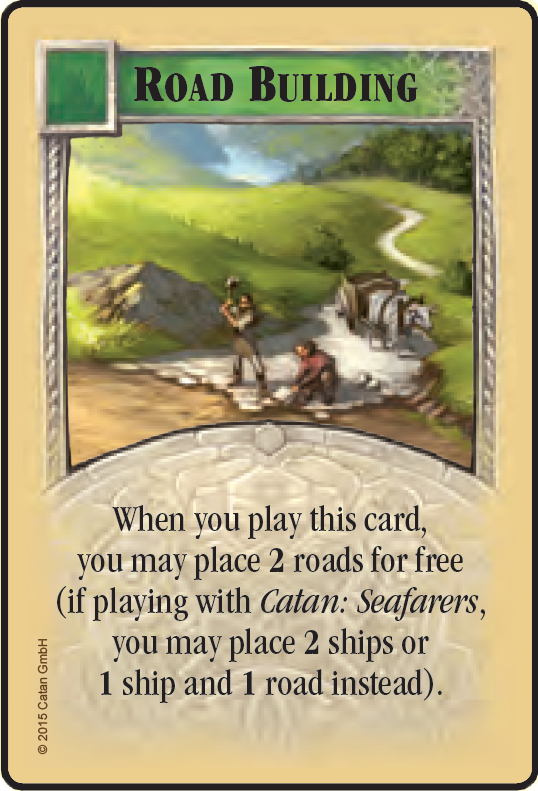 ROAD BUILDING
When you play this card,
you may place 2 roads for free
(if playing with Catan: Seafarers,
you may place 2 ships or
1 ship and 1 road instead).
© 2015 Catan GmbH